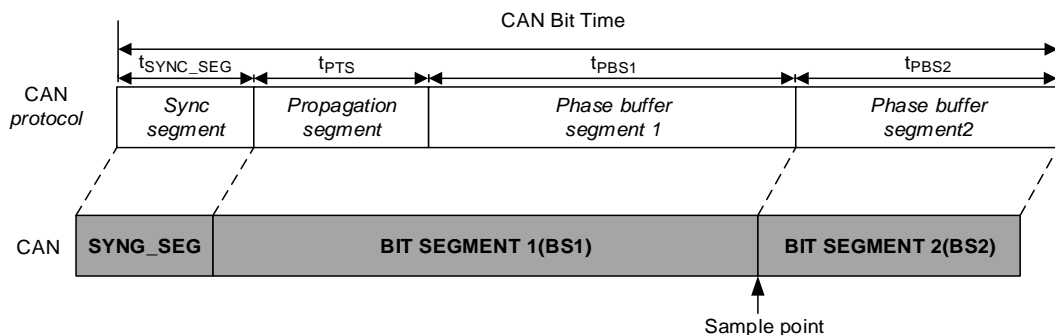 CAN Bit Time
tSYNC_SEG tPTS tPBS1 tPBS2
CAN
protocol
Sync
segment
Propagation
segment
Phase buffer
segment 1
Phase buffer
segment2
CAN
SYNG_SEG BIT SEGMENT 1(BS1) BIT SEGMENT 2(BS2)
Sample point